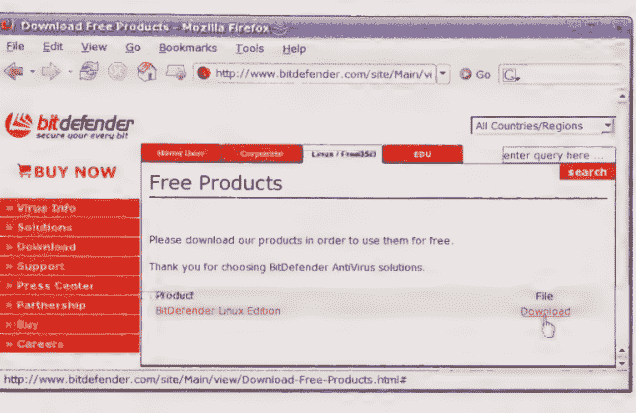 Download Free Products - Mozilla Firefox
File Edit View Go Bookmarks Tools Help
http://www.bitdefender.com/site/Main/vi Go G
bitdefender
secure your every bit
All Countries/Regions
BUY NOW
Home User Corporate Linux / FreeBSD EDU
enter query here ...
search
Free Products
» Virus Info
» Solutions
» Download
» Support
» Press Center
» Partnership
» Buy
» Careers
Please download our products in order to use them for free.
Thank you for choosing BitDefender AntiVirus solutions.
Product File
BitDefender Linux Edition Download
http://www.bitdefender.com/site/Main/view/Download-Free-Products.html#